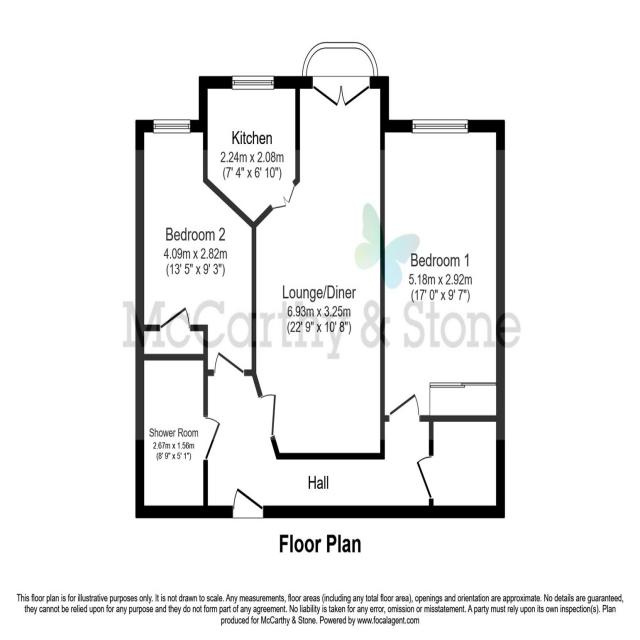 Kitchen
2.24m x 2.08m
(7' 4" x 6' 10")
Bedroom 2
4.09m x 2.82m
(13' 5" x 9' 3")
Bedroom 1
5.18m x 2.92m
(17' 0" x 9' 7")
Lounge/Diner
6.93m x 3.25m
(22' 9" x 10' 8")
McCarthy & Stone
Shower Room
2.67m x 1.56m
(8' 9" x 5' 1")
Hall
Floor Plan
This floor plan is for illustrative purposes only. It is not drawn to scale. Any measurements, floor areas (including any total floor area), openings and orientation are approximate. No details are guaranteed,
they cannot be relied upon for any purpose and they do not form part of any agreement. No liability is taken for any error, omission or misstatement. A party must rely upon its own inspection(s). Plan
produced for McCarthy & Stone. Powered by www.focalagent.com